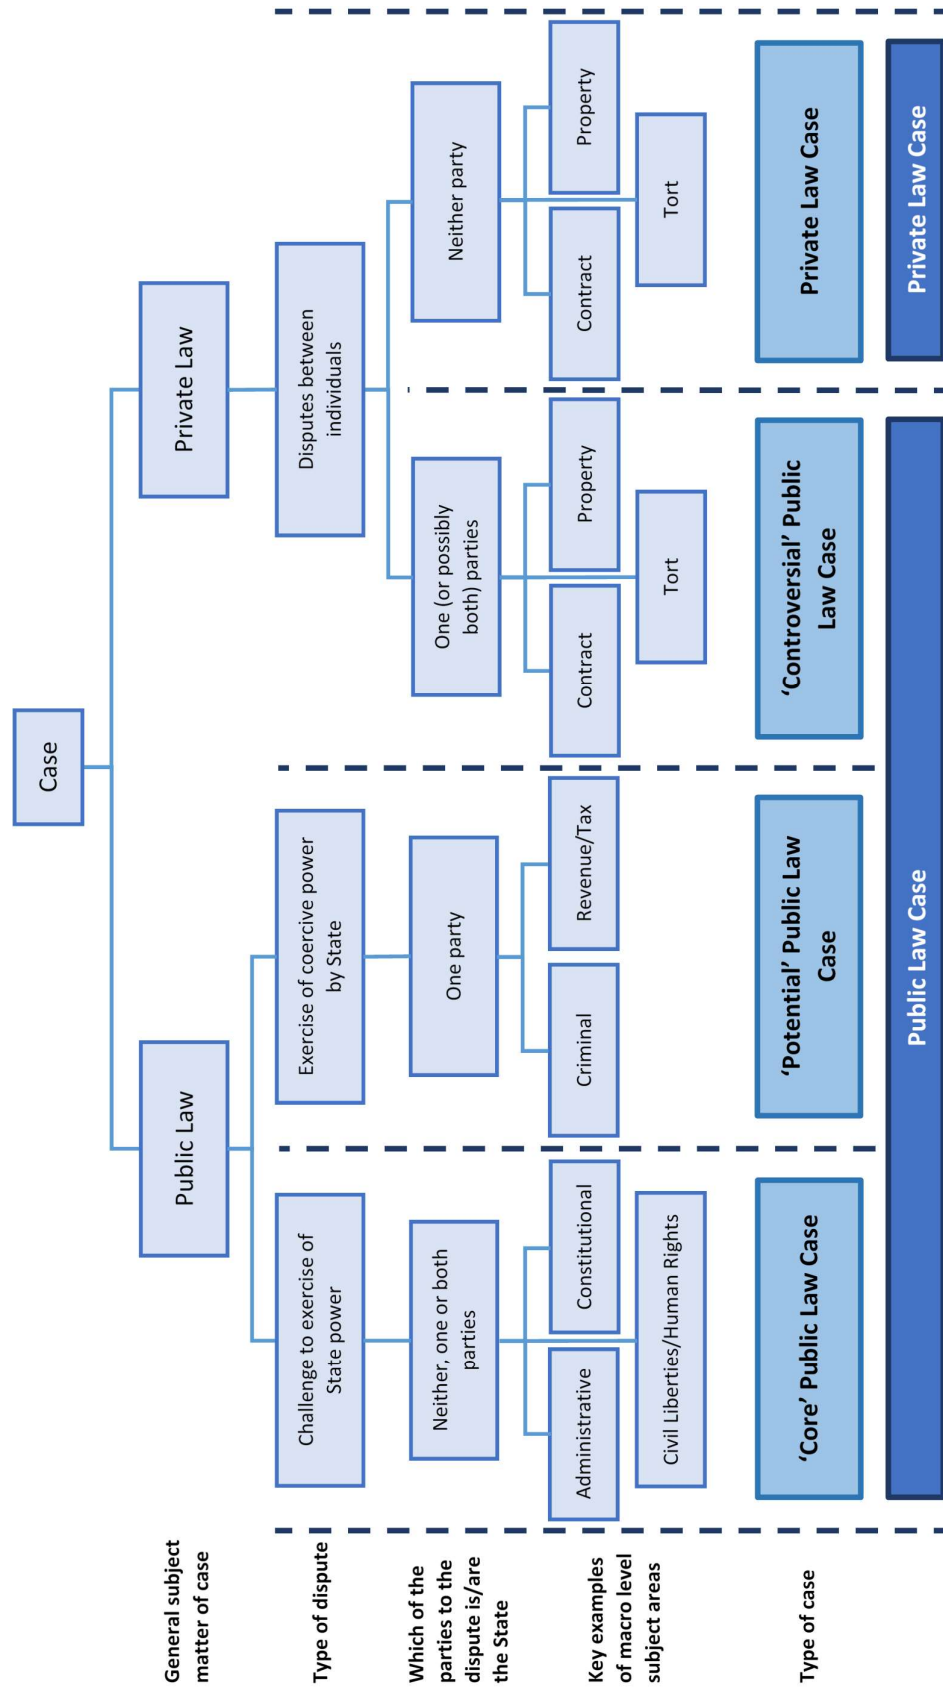 Case
General subject
matter of case
Public Law
Private Law
Type of dispute
Challenge to exercise of
State power
Exercise of coercive power
by State
Disputes between
individuals
Which of the
parties to the
dispute is/are
the State
Neither, one or both
parties
One party
One (or possibly
both) parties
Neither party
Key examples
of macro level
subject areas
Administrative
Constitutional
Civil Liberties/Human Rights
Criminal
Revenue/Tax
Contract
Property
Tort
Contract
Property
Tort
Type of case
‘Core’ Public Law Case
‘Potential’ Public Law
Case
‘Controversial’ Public
Law Case
Private Law Case
Public Law Case
Private Law Case